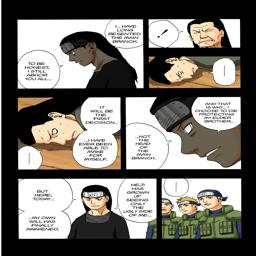 ...I HAVE
LONG
RESENTED
THE MAIN
BRANCH.
TO BE
HONEST,
I STILL
ABHOR
YOU ALL...
...!
IT WILL
BE THE
FIRST
DECISION...
...I HAVE
EVER BEEN
ABLE TO
MAKE FOR
MYSELF.
AND THAT
IS WHY I
CHOOSE TO DIE
PROTECTING
MY ELDER
BROTHER...
...NOT
THE HEAD
OF THE
MAIN
BRANCH.
BUT
HERE,
TODAY...
...MY OWN
WILL HAS
FINALLY
AWAKENED.
NEJI
HAS GROWN
UP
SEEING
ONLY THE
UGLY SIDE
OF ME...